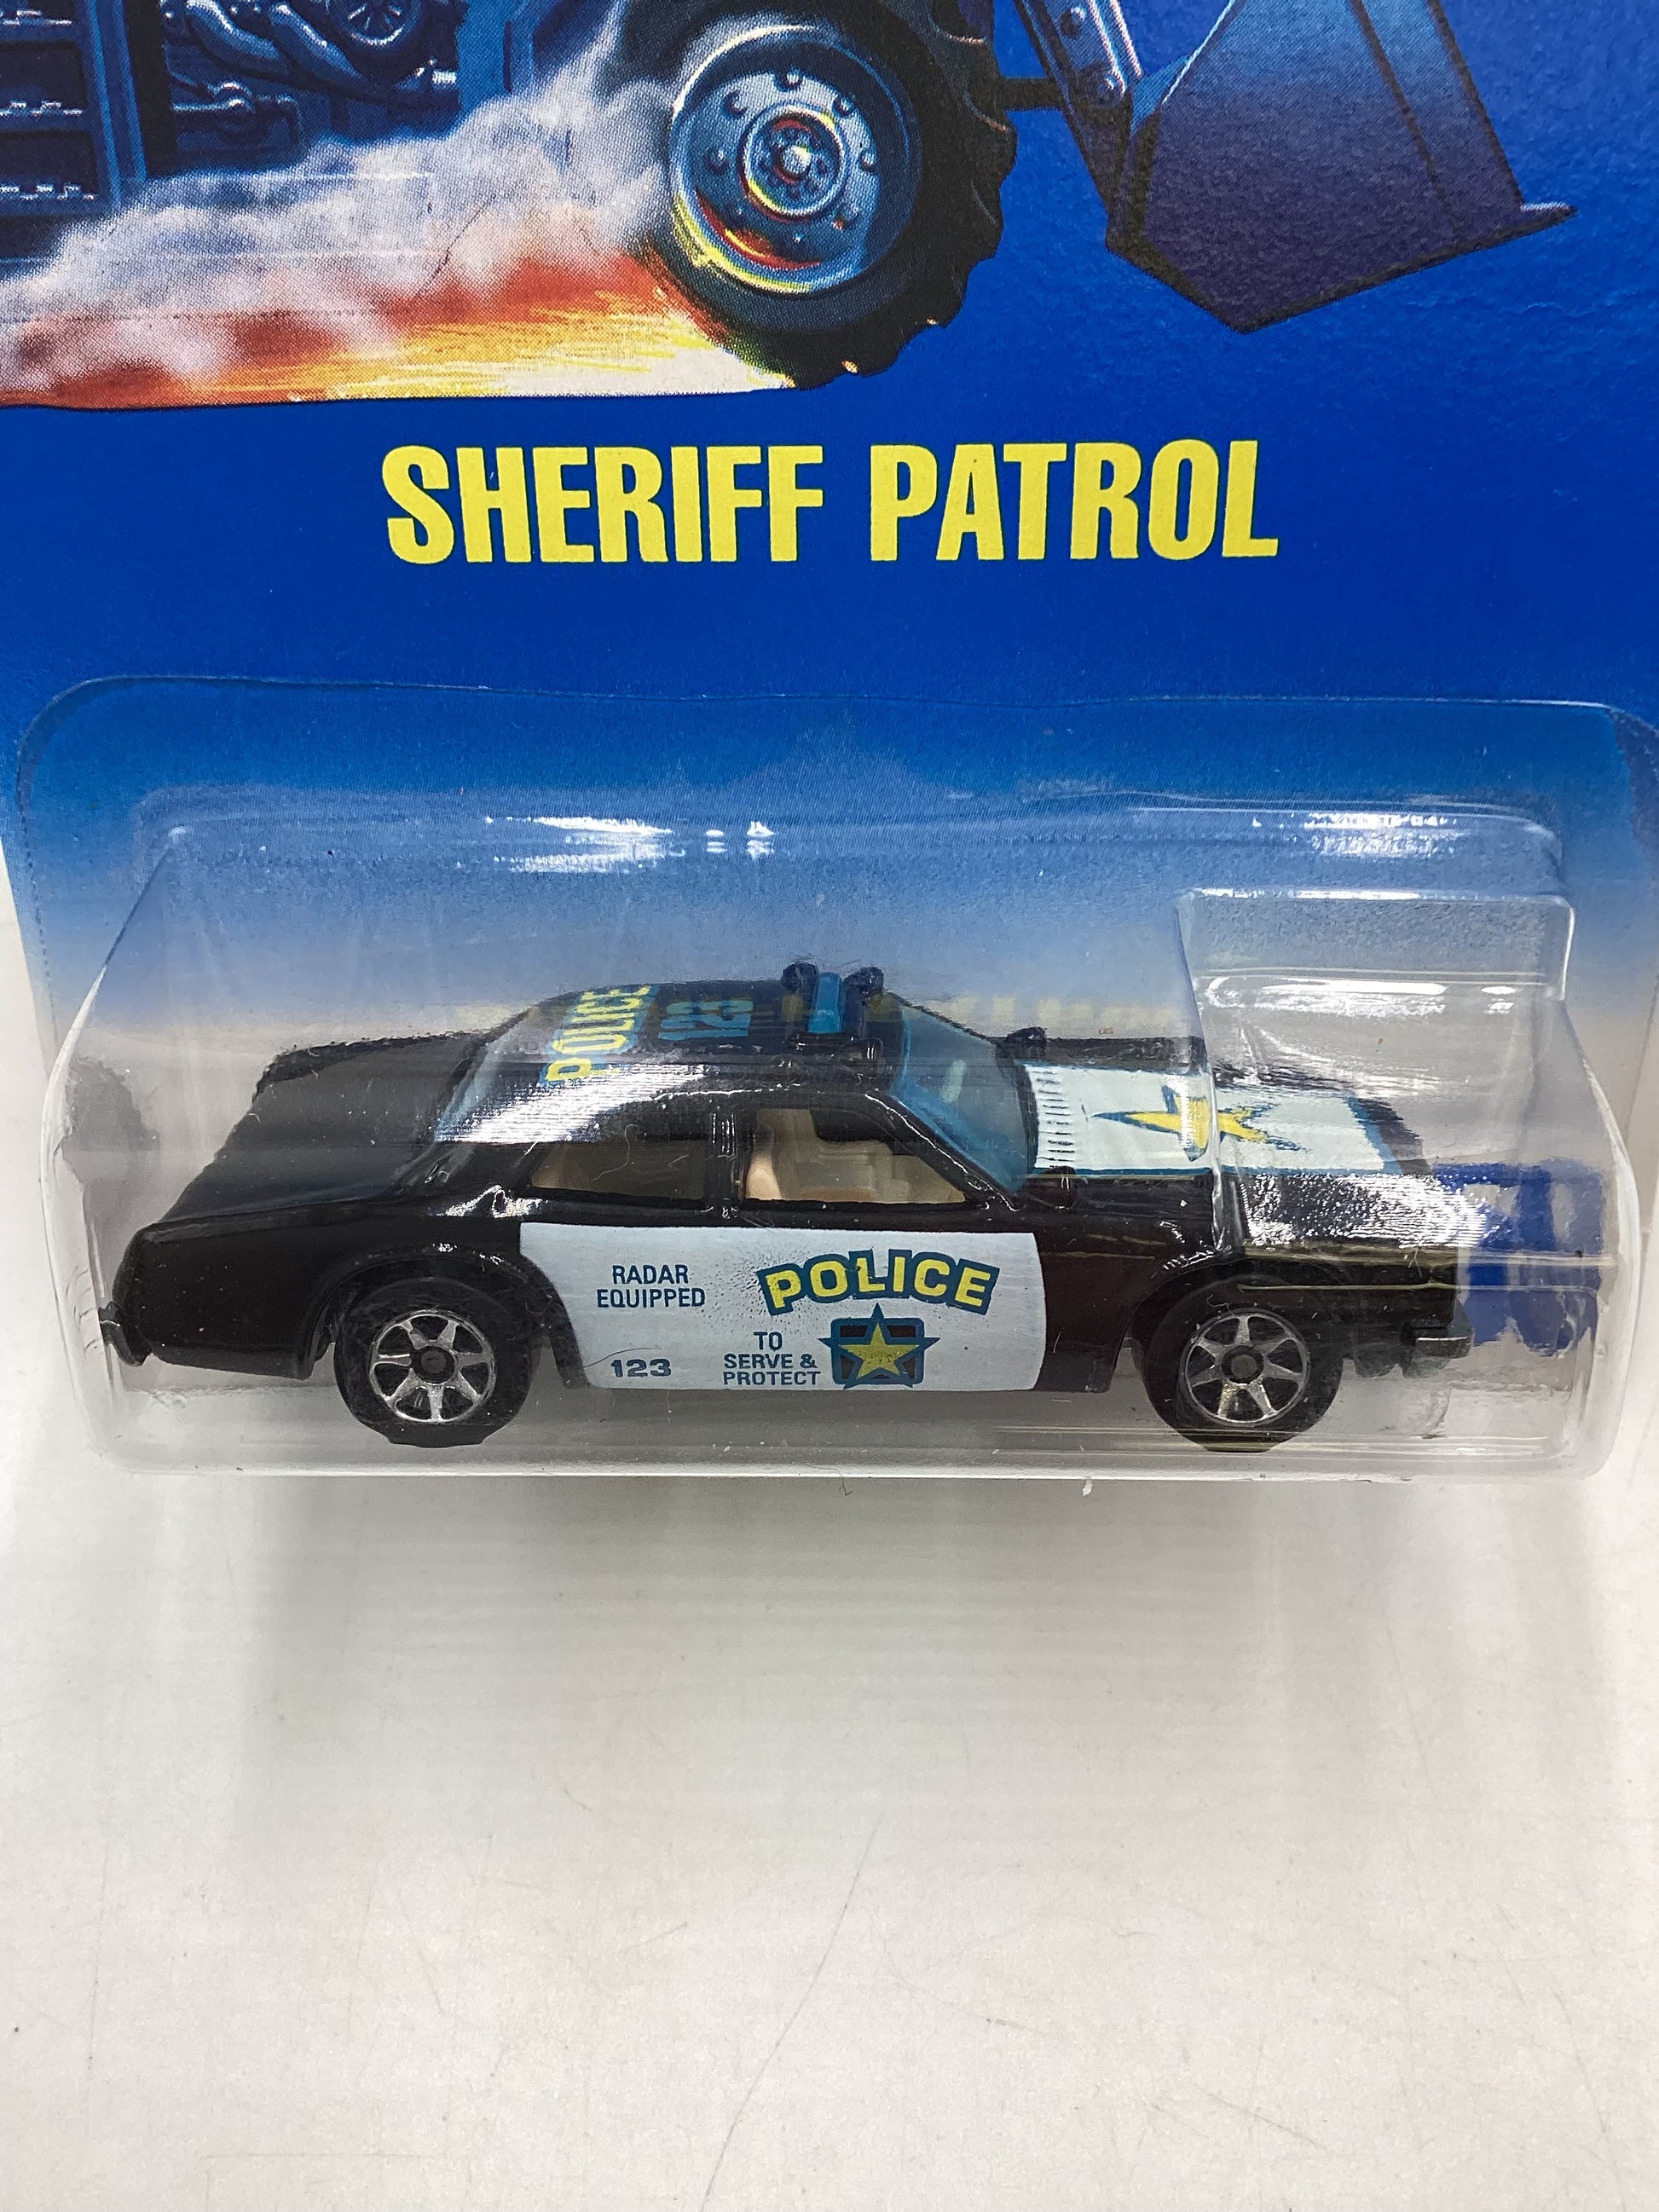 SHERIFF PATROL
POLICE
123
RADAR
EQUIPPED
POLICE
123
TO
SERVE &
PROTECT